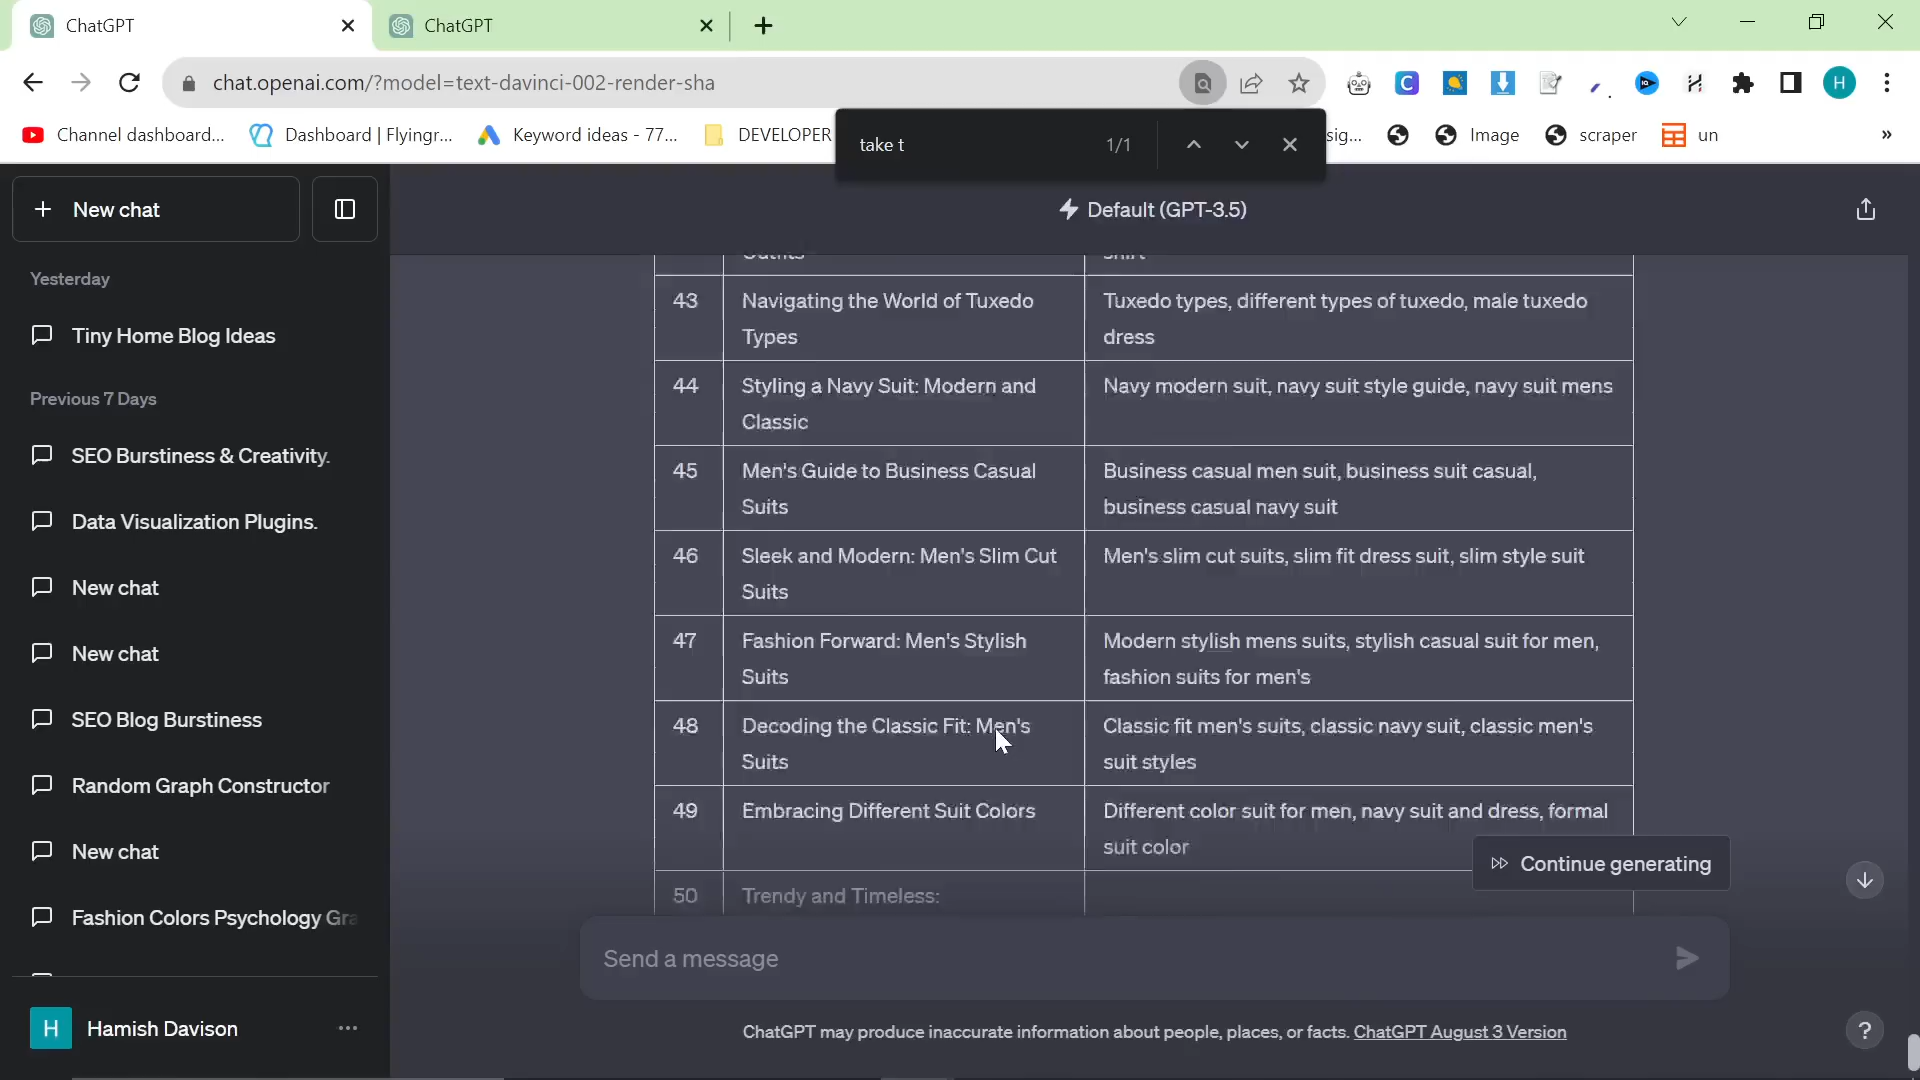 ChatGPT
ChatGPT
chat.openai.com/?model=text-davinci-002-render-sha
C
H
Channel dashboard...
Dashboard | Flyingr...
Keyword ideas - 77...
DEVELOPER
sig...
Image
scraper
un
»
take t
1/1
New chat
Default (GPT-3.5)
Yesterday
Tiny Home Blog Ideas
Previous 7 Days
SEO Burstiness & Creativity.
Data Visualization Plugins.
New chat
New chat
SEO Blog Burstiness
Random Graph Constructor
New chat
Fashion Colors Psychology Gra
H Hamish Davison
43 Navigating the World of Tuxedo Tuxedo types, different types of tuxedo, male tuxedo
Types dress
44 Styling a Navy Suit: Modern and Navy modern suit, navy suit style guide, navy suit mens
Classic
45 Men's Guide to Business Casual Business casual men suit, business suit casual,
Suits business casual navy suit
46 Sleek and Modern: Men's Slim Cut Men's slim cut suits, slim fit dress suit, slim style suit
Suits
47 Fashion Forward: Men's Stylish Modern stylish mens suits, stylish casual suit for men,
Suits fashion suits for men's
48 Decoding the Classic Fit: Men's Classic fit men's suits, classic navy suit, classic men's
Suits suit styles
49 Embracing Different Suit Colors Different color suit for men, navy suit and dress, formal
suit color
50 Trendy and Timeless:
Continue generating
Send a message
ChatGPT may produce inaccurate information about people, places, or facts. ChatGPT August 3 Version
?